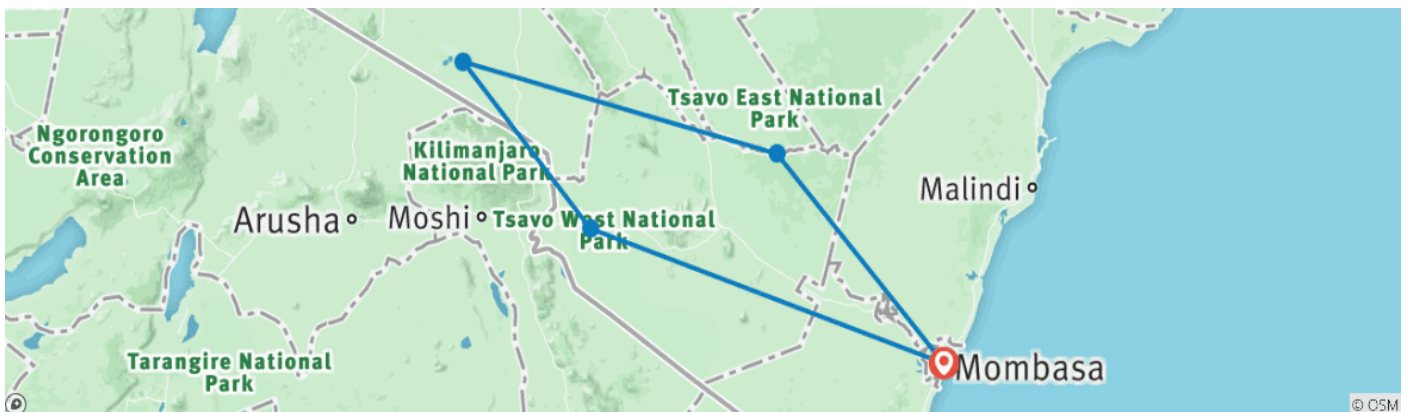 Tsavo East National
Park
Ngorongoro
Conservation
Area
Kilimanjaro
National Park
Malindi
Arusha
Moshi
Tsavo West National
Park
Tarangire National
Park
Mombasa
© OSM